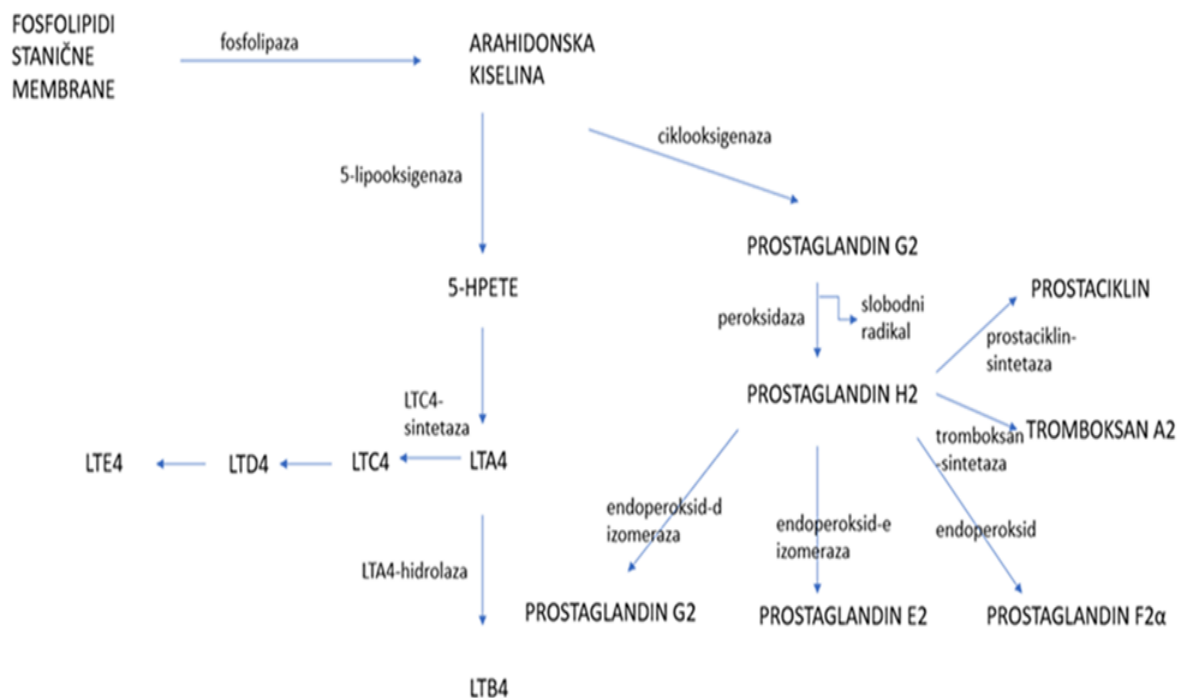 FOSFOLIPIDI
STANIČNE
MEMBRANE
fosfolipaza
ARAHIDONSKA
KISELINA
ciklooksigenaza
5-lipooksigenaza
PROSTAGLANDIN G2
5-HPETE
PROSTACIKLIN
peroksidaza
slobodni
radikal
prostaciklin-
sintetaza
PROSTAGLANDIN H2
LTC4-
sintetaza
TROMBOKSAN A2
tromboksan
-sintetaza
LTE4
LTD4
LTC4
LTA4
endoperoksid-d
izomeraza
endoperoksid-e
izomeraza
endoperoksid
LTA4-hidrolaza
PROSTAGLANDIN G2
PROSTAGLANDIN E2
PROSTAGLANDIN F2α
LTB4